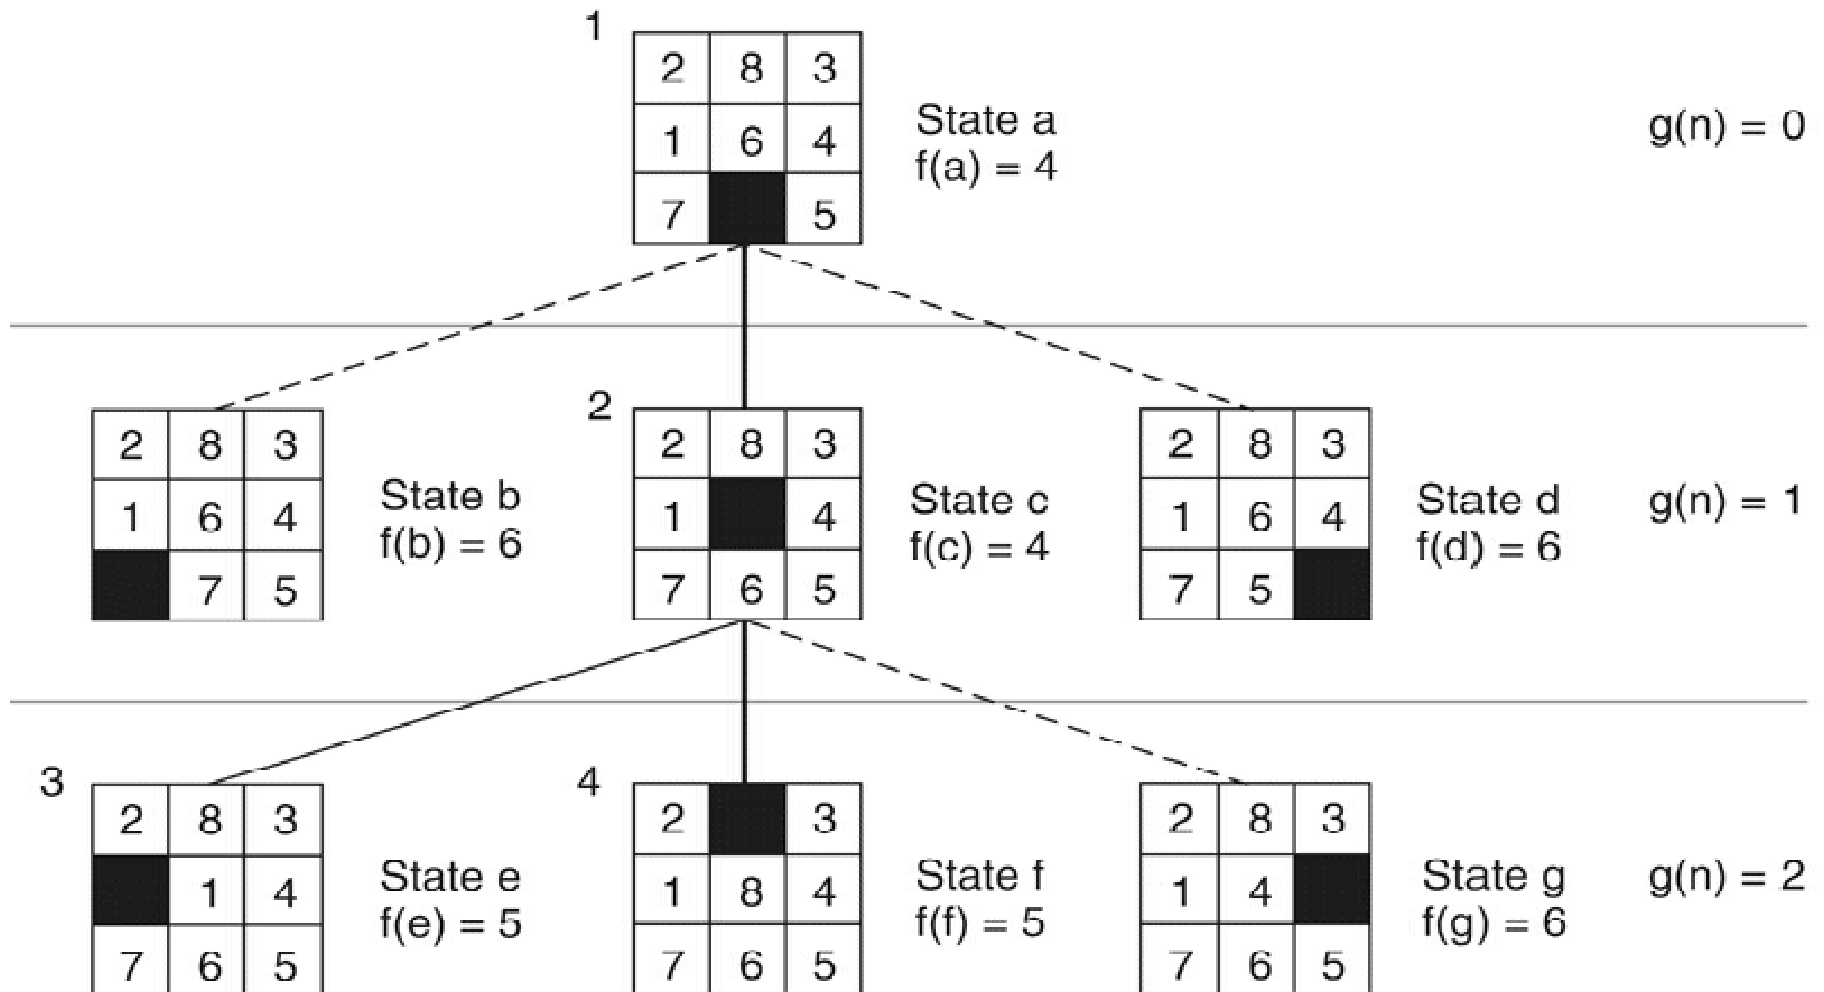 1
2 8 3
1 6 4
7 5
State a
f(a) = 4
g(n) = 0
2 8 3
1 6 4
7 5
State b
f(b) = 6
2
2 8 3
1 4
7 6 5
State c
f(c) = 4
2 8 3
1 6 4
7 5
State d
f(d) = 6
g(n) = 1
3
2 8 3
1 4
7 6 5
State e
f(e) = 5
4
2 3
1 8 4
7 6 5
State f
f(f) = 5
2 8 3
1 4
7 6 5
State g
f(g) = 6
g(n) = 2